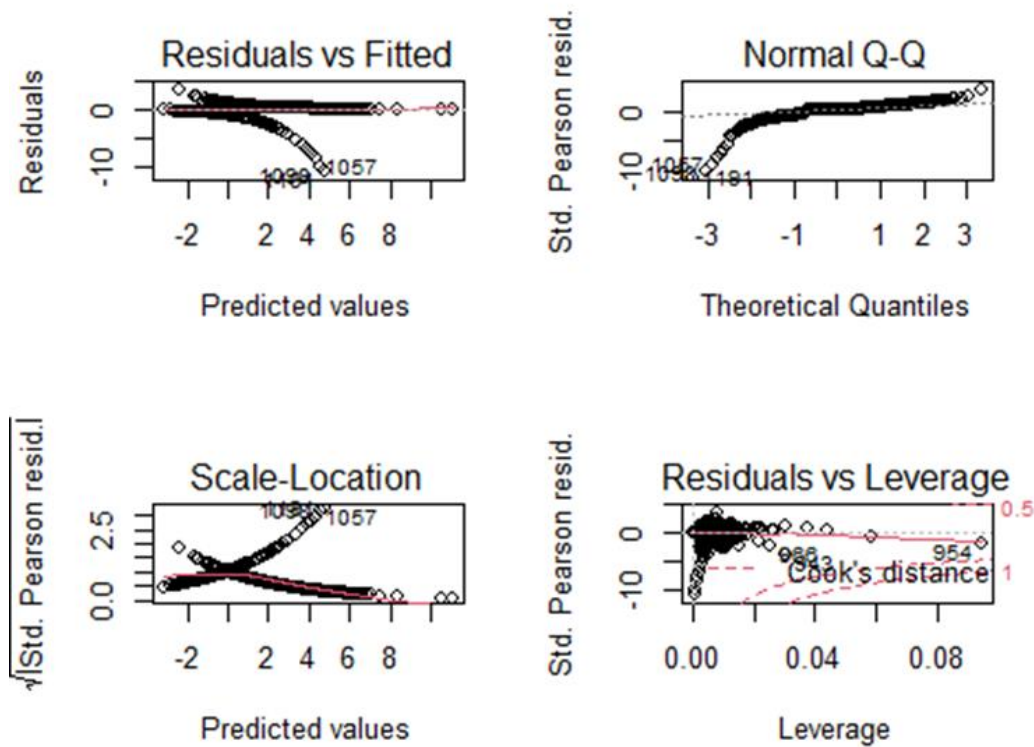 Residuals vs Fitted
Residuals
0
-10
1057
-2 2 4 6 8
Predicted values
Normal Q-Q
Std. Pearson resid.
0
-10
1057
-3 -1 1 2 3
Theoretical Quantiles
Scale-Location
√|Std. Pearson resid.|
2.5
0.0
1057
-2 2 4 6 8
Predicted values
Residuals vs Leverage
Std. Pearson resid.
0
-10
954
Cook's distance
0.5
1
0.00 0.04 0.08
Leverage